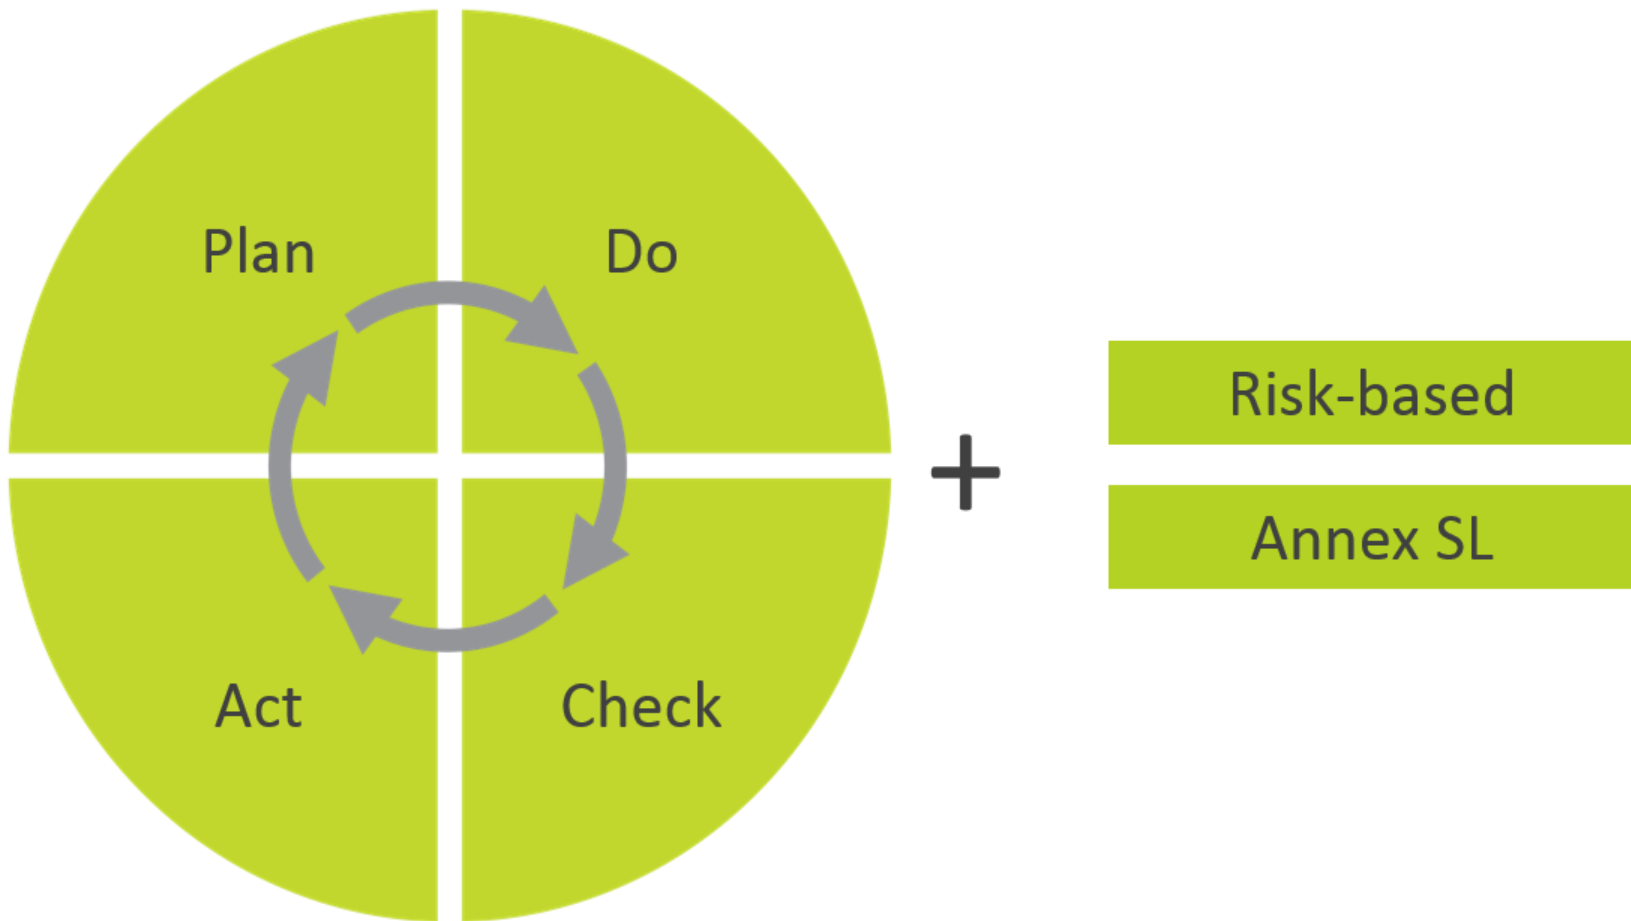 Plan
Do
Act
Check
+
Risk-based
Annex SL